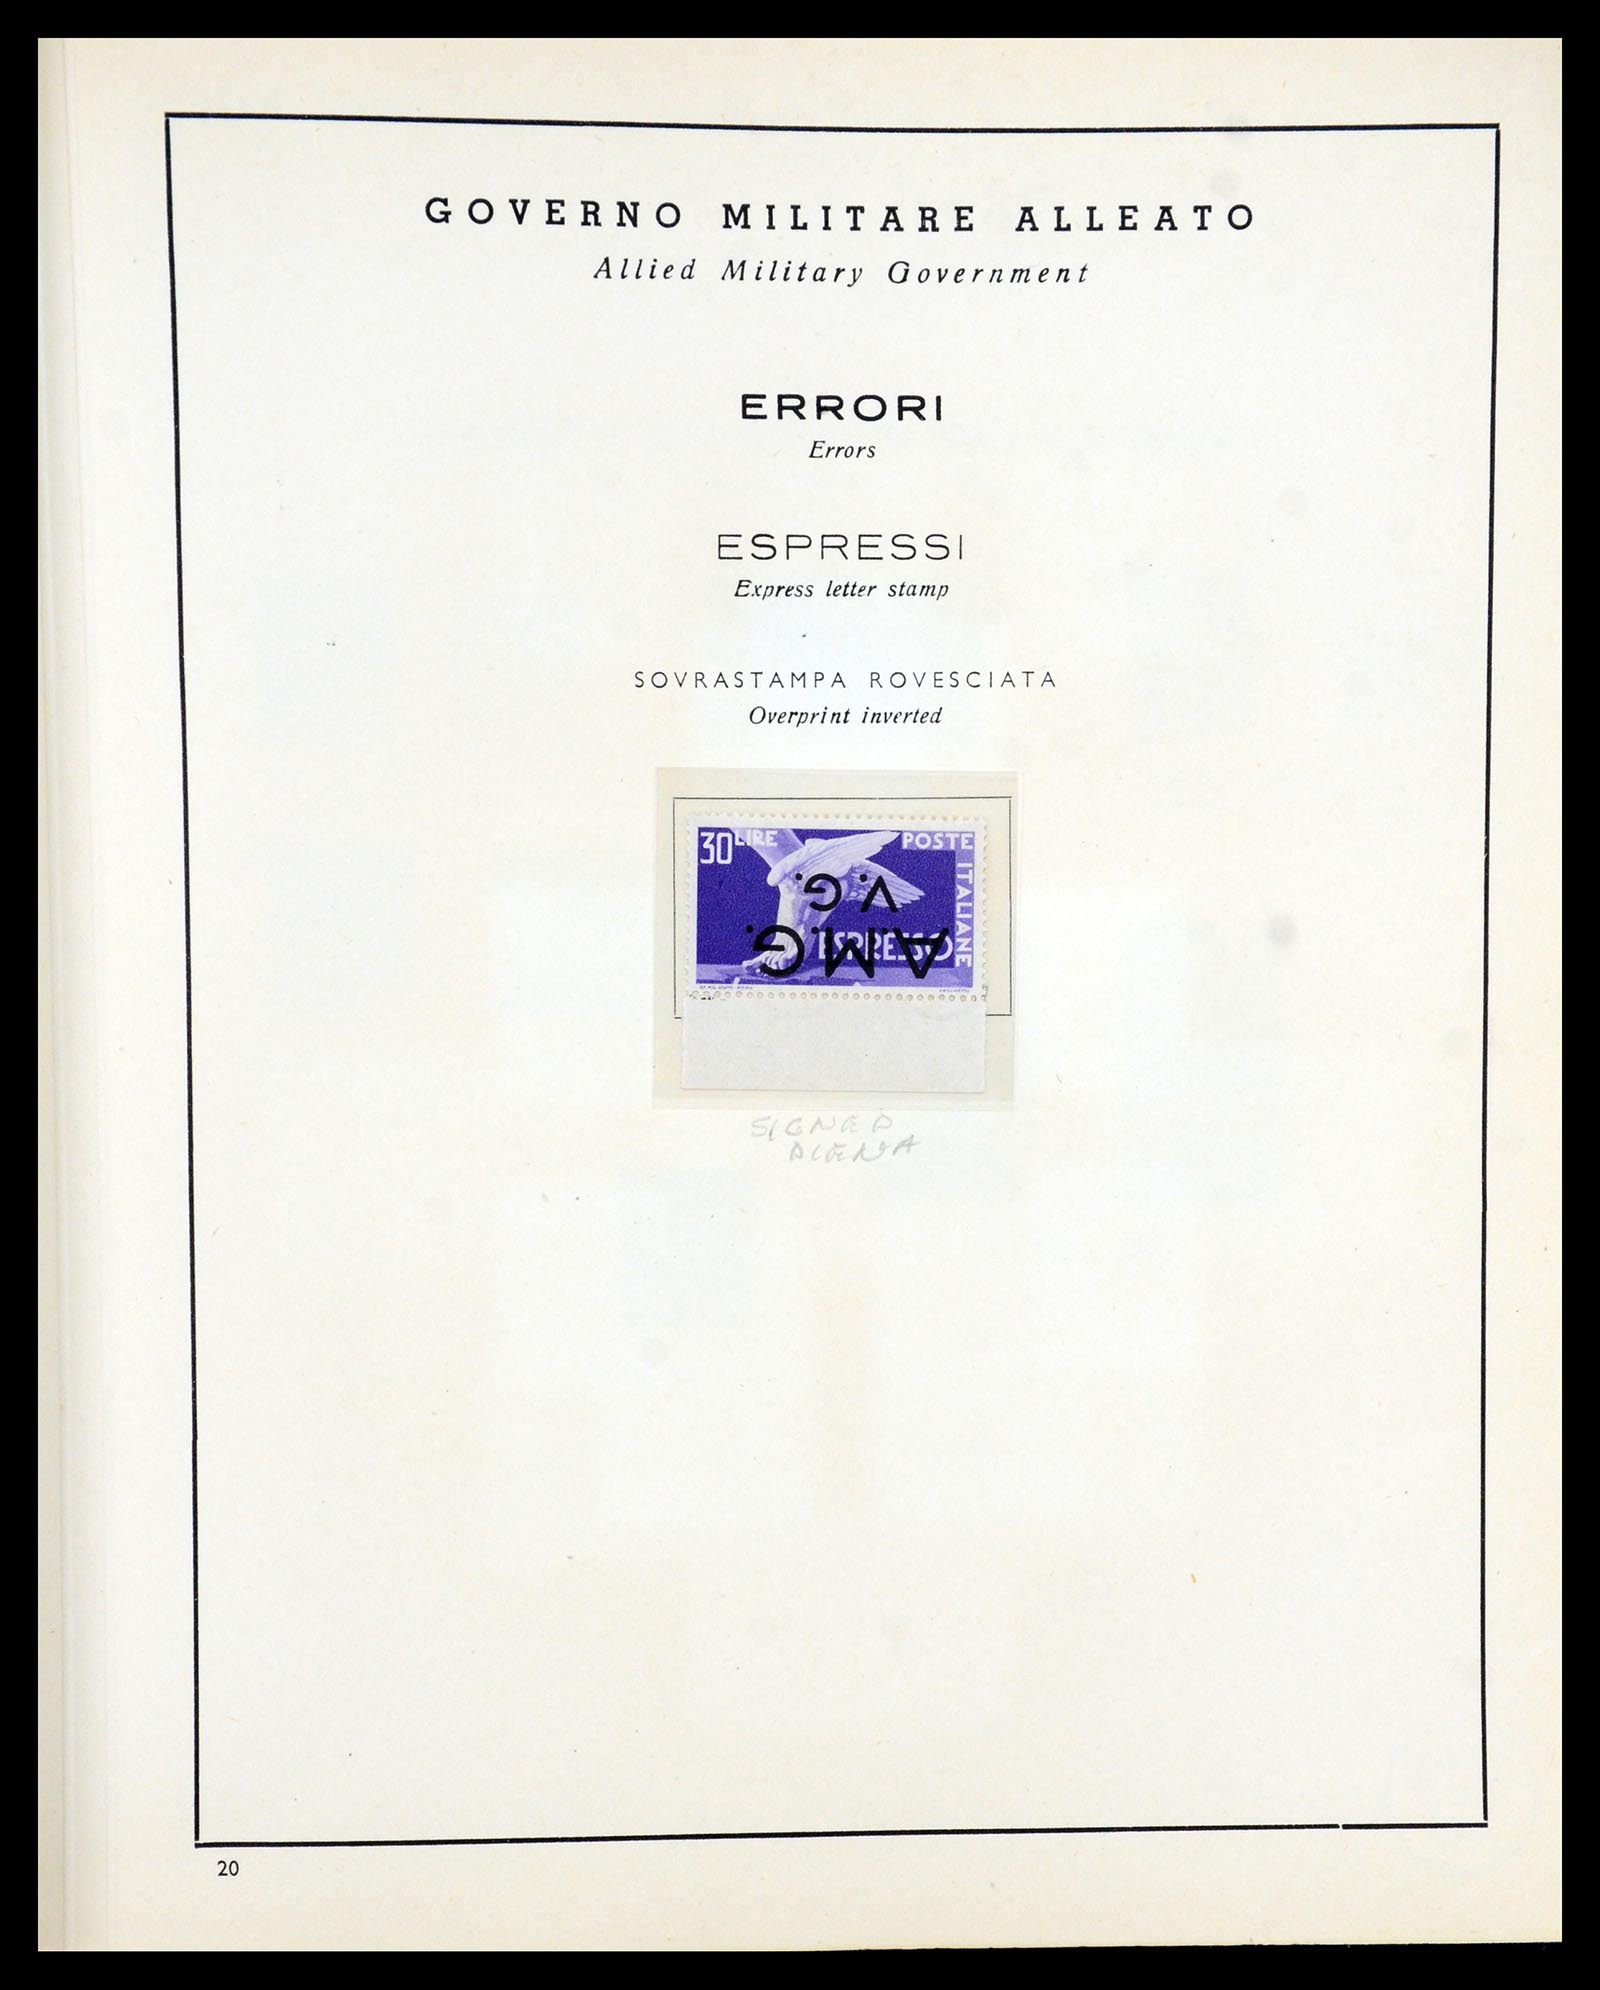 GOVERNO MILITARE ALLEATO
Allied Military Government
ERRORI
Errors
ESPRESSI
Express letter stamp
SOVRASTAMPA ROVESCIATA
Overprint inverted
30 LIRE
POSTE ITALIANE
ESPRESSO
A.M.G.
V.G.
SIGNED
DIENA
20